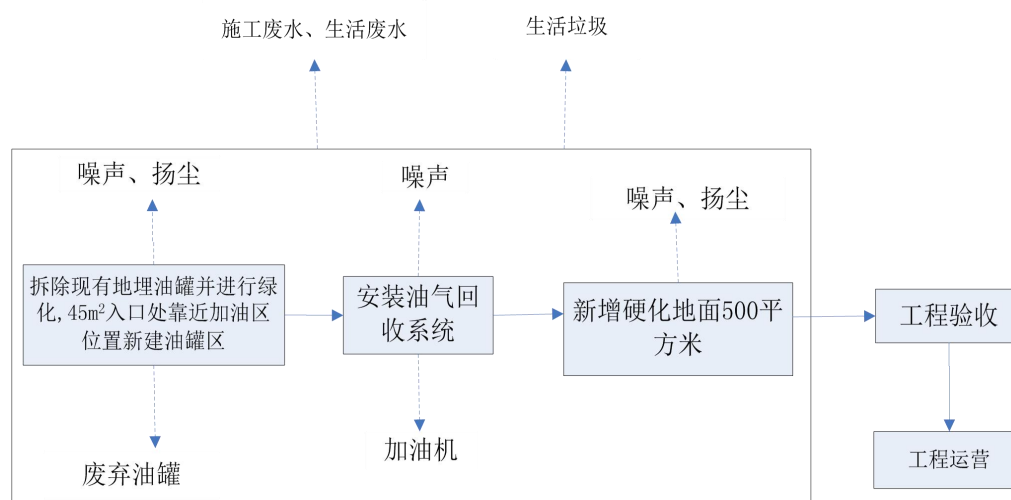 施工废水、生活废水
生活垃圾
噪声、扬尘
噪声
噪声、扬尘
拆除现有地埋油罐并进行绿
化,45m²入口处靠近加油区
位置新建油罐区
安装油气回
收系统
新增硬化地面500平
方米
工程验收
加油机
废弃油罐
工程运营